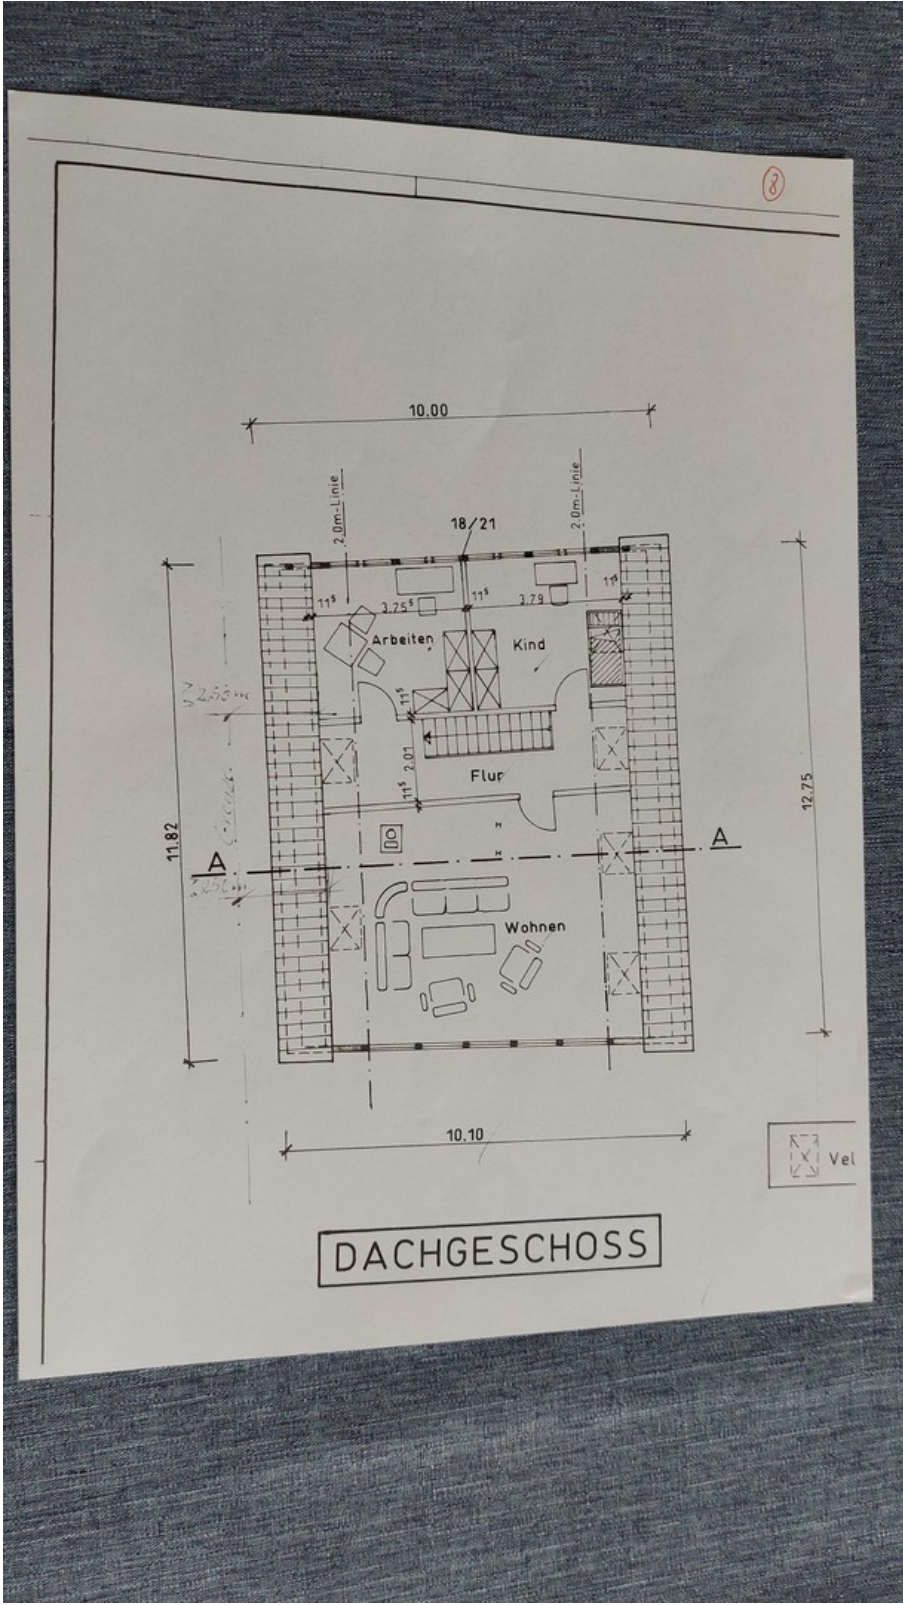 8
10.00
2.0m-Linie
2.0m-Linie
18/21
11⁵
3.75⁵
11⁵
3.79
11⁵
Arbeiten
Kind
11⁵
2.01
Flur
11⁵
11.82
12.75
A
A
Wohnen
10.10
Vel
DACHGESCHOSS